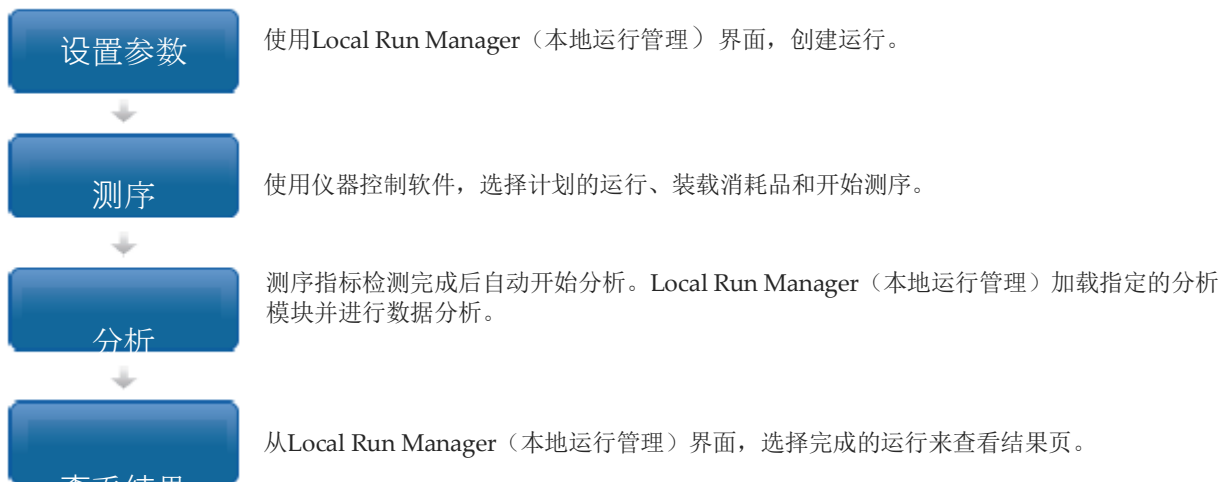 设置参数
使用Local Run Manager（本地运行管理）界面，创建运行。
测序
使用仪器控制软件，选择计划的运行、装载消耗品和开始测序。
测序指标检测完成后自动开始分析。Local Run Manager（本地运行管理）加载指定的分析
模块并进行数据分析。
分析
从Local Run Manager（本地运行管理）界面，选择完成的运行来查看结果页。
查看结果